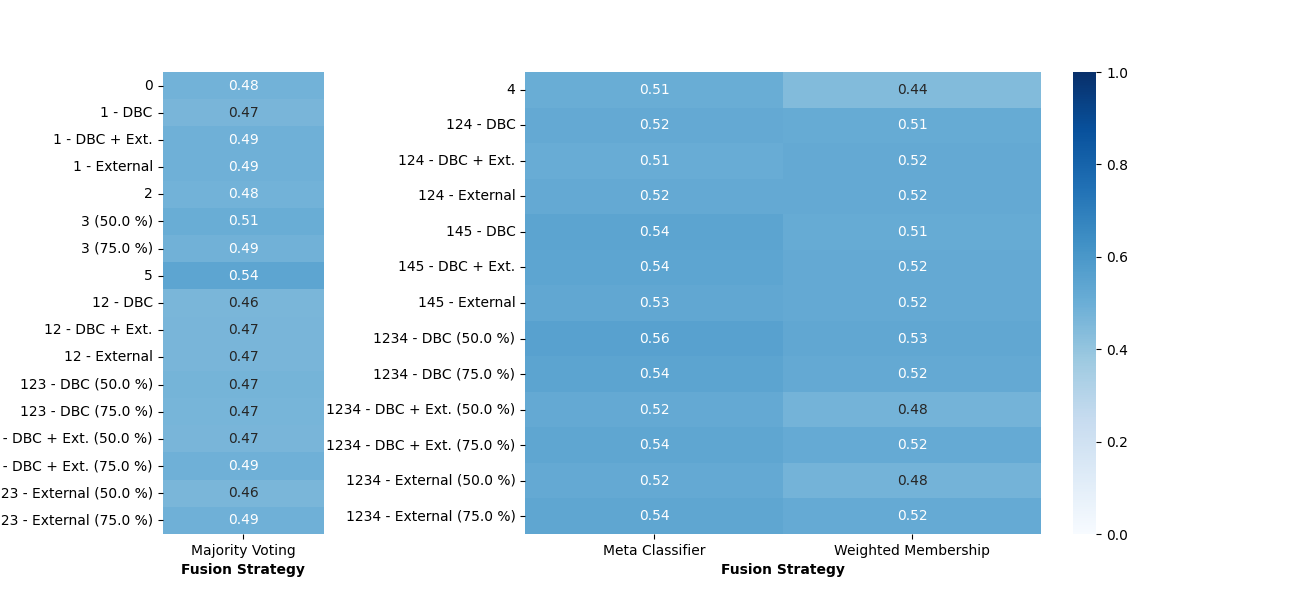 0 0.48
1 - DBC 0.47
1 - DBC + Ext. 0.49
1 - External 0.49
2 0.48
3 (50.0 %) 0.51
3 (75.0 %) 0.49
5 0.54
12 - DBC 0.46
12 - DBC + Ext. 0.47
12 - External 0.47
123 - DBC (50.0 %) 0.47
123 - DBC (75.0 %) 0.47
- DBC + Ext. (50.0 %) 0.47
- DBC + Ext. (75.0 %) 0.49
23 - External (50.0 %) 0.46
23 - External (75.0 %) 0.49
Majority Voting
Fusion Strategy
4 0.51 0.44
124 - DBC 0.52 0.51
124 - DBC + Ext. 0.51 0.52
124 - External 0.52 0.52
145 - DBC 0.54 0.51
145 - DBC + Ext. 0.54 0.52
145 - External 0.53 0.52
1234 - DBC (50.0 %) 0.56 0.53
1234 - DBC (75.0 %) 0.54 0.52
1234 - DBC + Ext. (50.0 %) 0.52 0.48
1234 - DBC + Ext. (75.0 %) 0.54 0.52
1234 - External (50.0 %) 0.52 0.48
1234 - External (75.0 %) 0.54 0.52
Meta Classifier Weighted Membership
Fusion Strategy
1.0
0.8
0.6
0.4
0.2
0.0